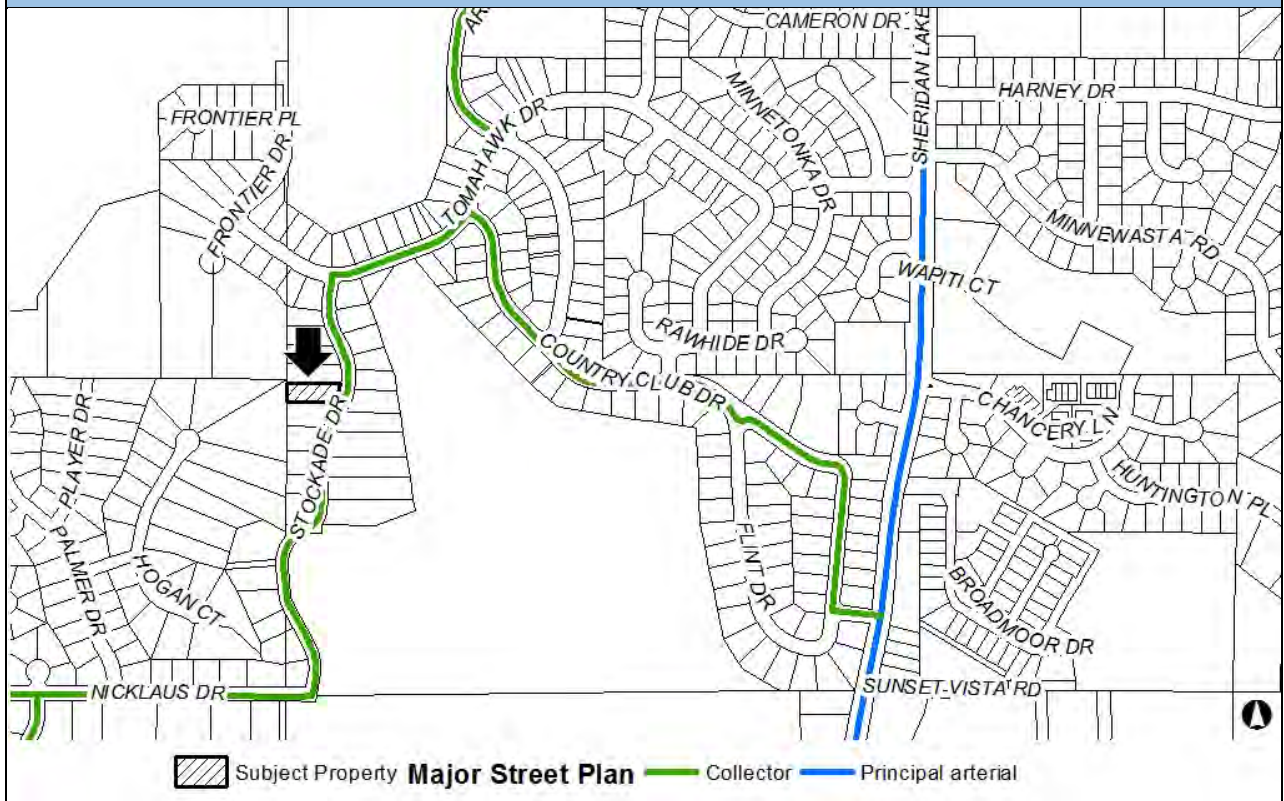 CAMERON DR
SHERIDAN LAKE
HARNEY DR
MINNETONKA DR
FRONTIER PL
TOMAHAWK DR
FRONTIER DR
MINNEWASTA RD
WAPITI CT
RAWHIDE DR
COUNTRY CLUB DR
CHANCERY LN
HUNTINGTON PL
PLAYER DR
STOCKADE DR
PALMER DR
HOGAN CT
FLINT DR
BROADMOOR DR
NICKLAUS DR
SUNSET VISTA RD
Subject Property Major Street Plan Collector Principal arterial